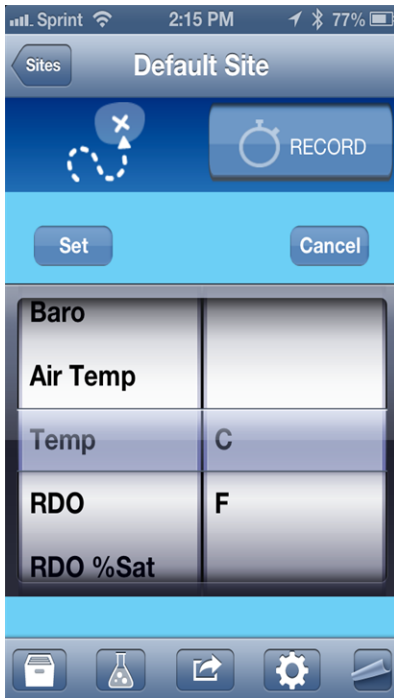 Sprint 2:15 PM 77%
Sites Default Site
RECORD
Set Cancel
Baro
Air Temp
Temp C
RDO F
RDO %Sat